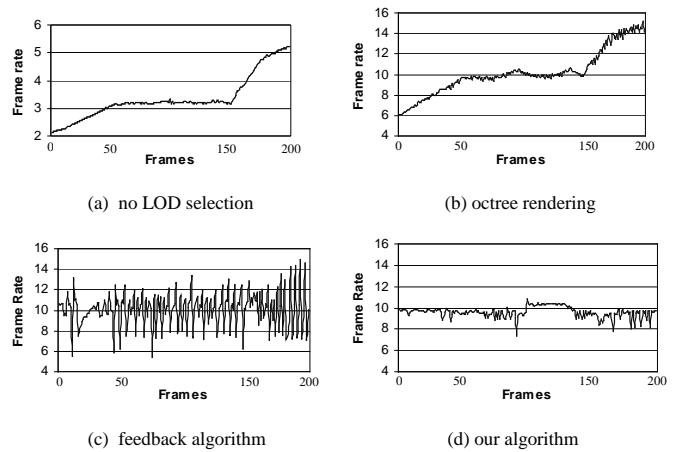 6
5
4
3
2
Frame rate
0 50 150 200
Frames
(a) no LOD selection
16
14
12
10
8
6
4
Frame rate
0 50 150 200
Frames
(b) octree rendering
16
14
12
10
8
6
4
Frame Rate
0 50 150 200
Frames
(c) feedback algorithm
16
14
12
10
8
6
4
Frame Rate
0 50 150 200
Frames
(d) our algorithm